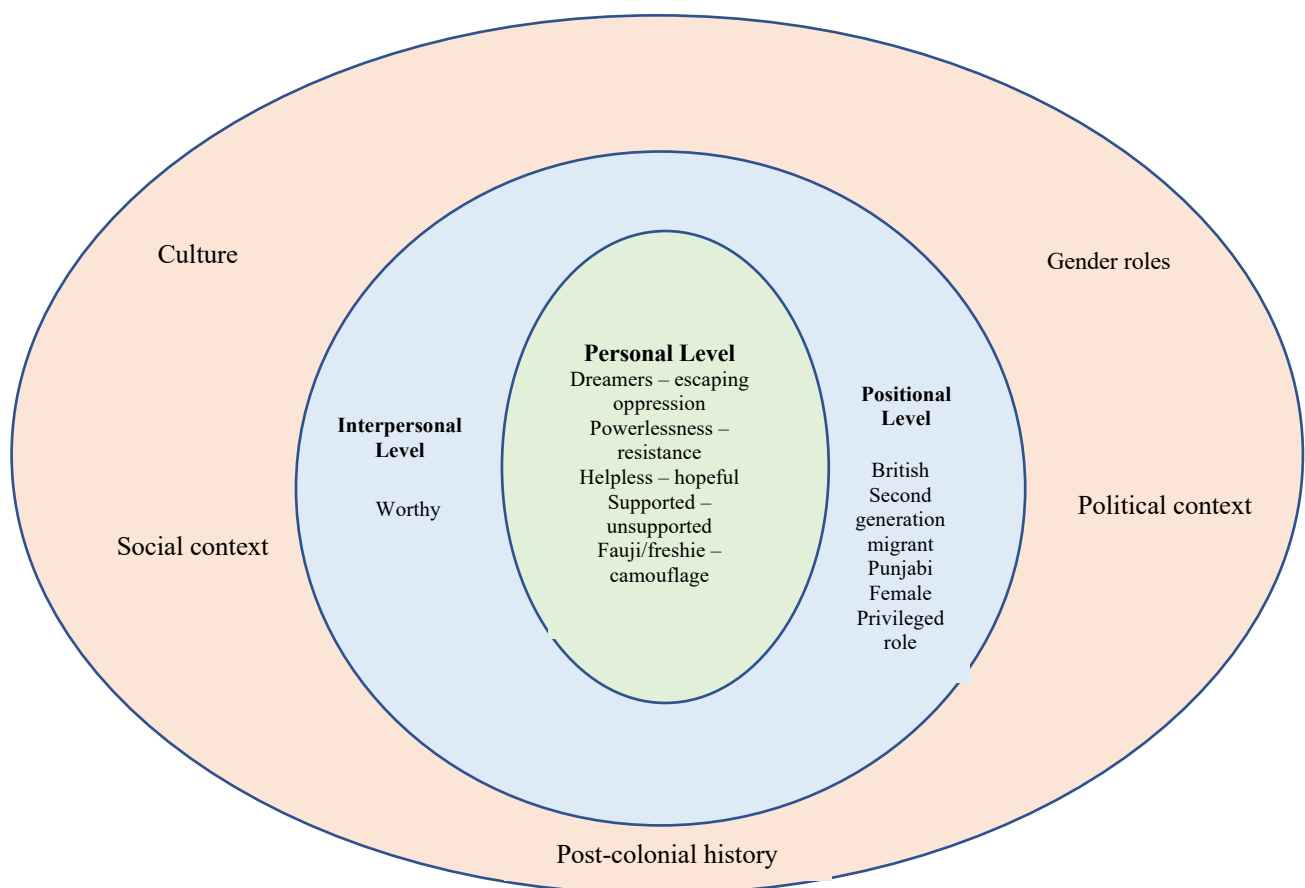 Culture
Gender roles
Personal Level
Dreamers – escaping
oppression
Powerlessness –
resistance
Helpless – hopeful
Supported –
unsupported
Fauji/freshie –
camouflage
Interpersonal
Level
Worthy
Positional
Level
British
Second
generation
migrant
Punjabi
Female
Privileged
role
Social context
Political context
Post-colonial history